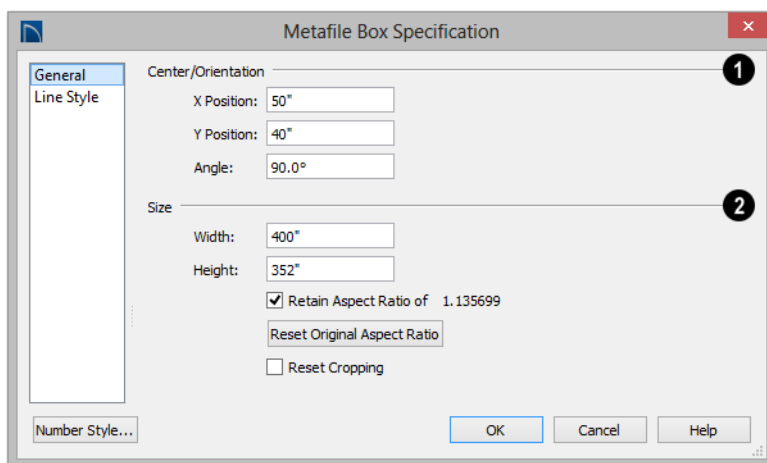 Metafile Box Specification
General
Line Style
Center/Orientation 1
X Position: 50"
Y Position: 40"
Angle: 90.0°
Size 2
Width: 400"
Height: 352"
Retain Aspect Ratio of 1.135699
Reset Original Aspect Ratio
Reset Cropping
Number Style... OK Cancel Help